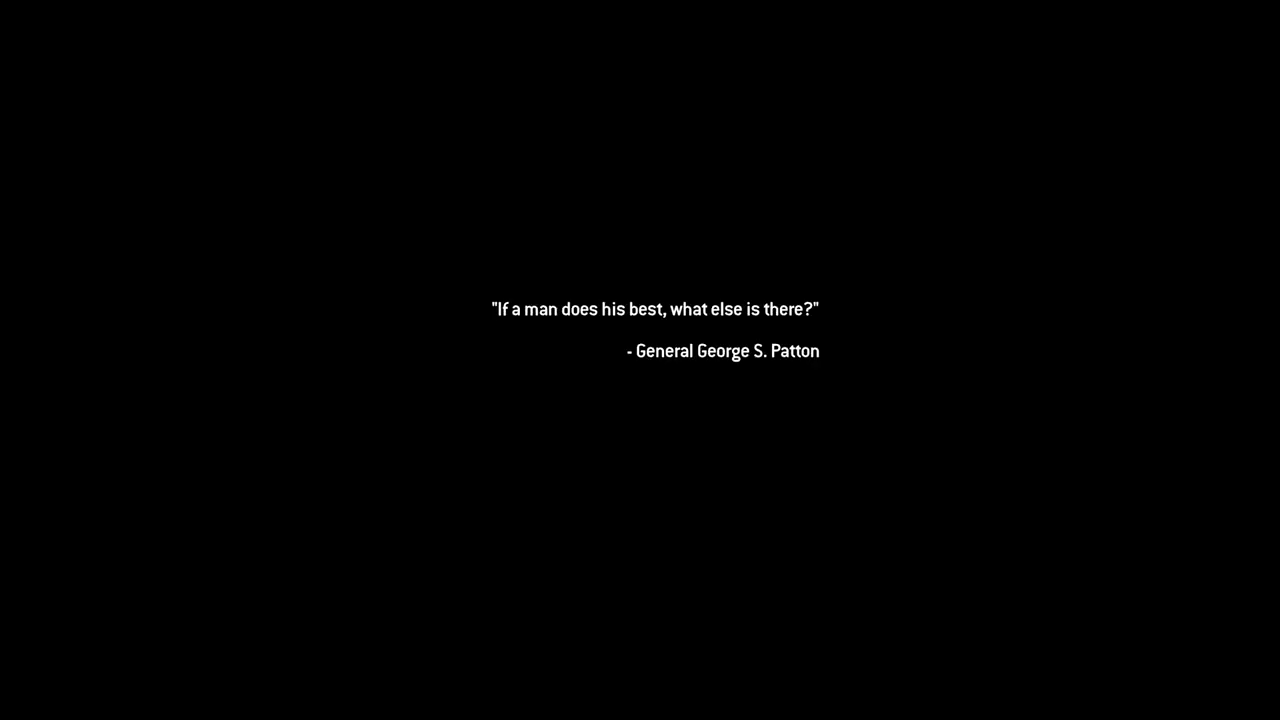 "If a man does his best, what else is there?"
- General George S. Patton